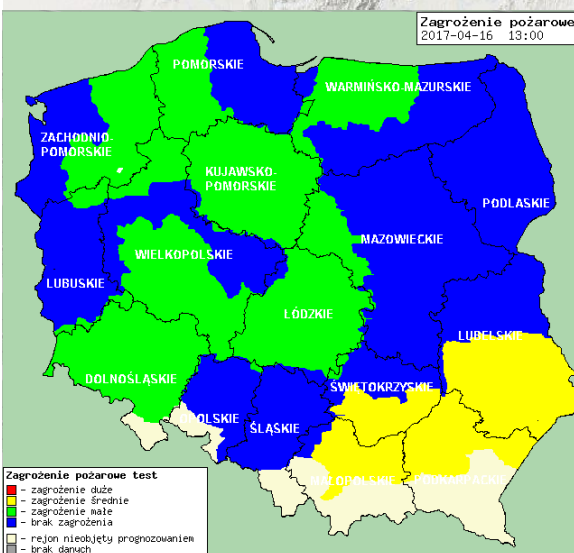 Zagrożenie pożarowe
2017-04-16 13:00
POMORSKIE
WARMIŃSKO-MAZURSKIE
ZACHODNIO-
POMORSKIE
KUJAWSKO-
POMORSKIE
PODLASKIE
MAZOWIECKIE
WIELKOPOLSKIE
LUBUSKIE
ŁÓDZKIE
LUBELSKIE
DOLNOŚLĄSKIE
ŚWIĘTOKRZYSKIE
OPOLSKIE
ŚLĄSKIE
MAŁOPOLSKIE
PODKARPACKIE
Zagrożenie pożarowe test
- zagrożenie duże
- zagrożenie średnie
- zagrożenie małe
- brak zagrożenia
- rejon nieobjęty prognozowaniem
- brak danych